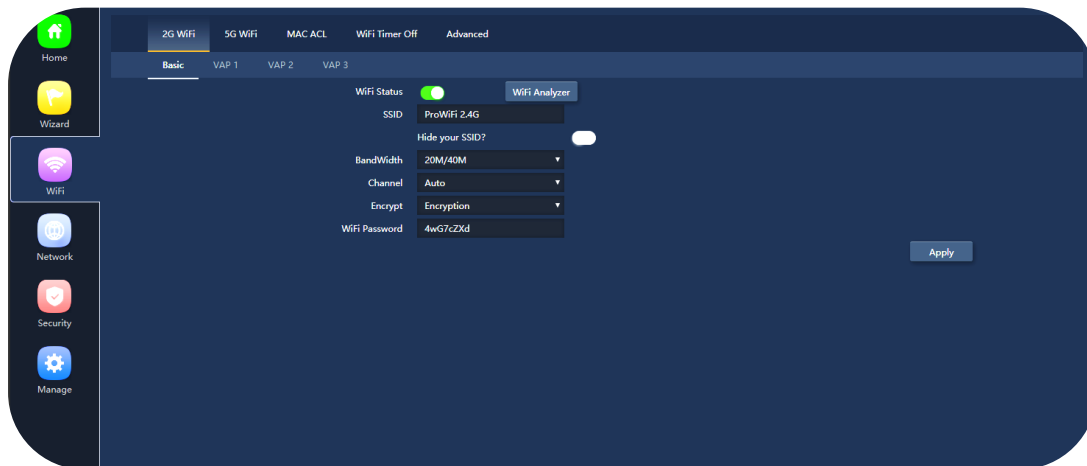 Home
Wizard
WiFi
Network
Security
Manage
2G WiFi 5G WiFi MAC ACL WiFi Timer Off Advanced
Basic VAP 1 VAP 2 VAP 3
WiFi Status WiFi Analyzer
SSID ProWiFi 2.4G
Hide your SSID?
BandWidth 20M/40M
Channel Auto
Encrypt Encryption
WiFi Password 4wG7cZXd
Apply